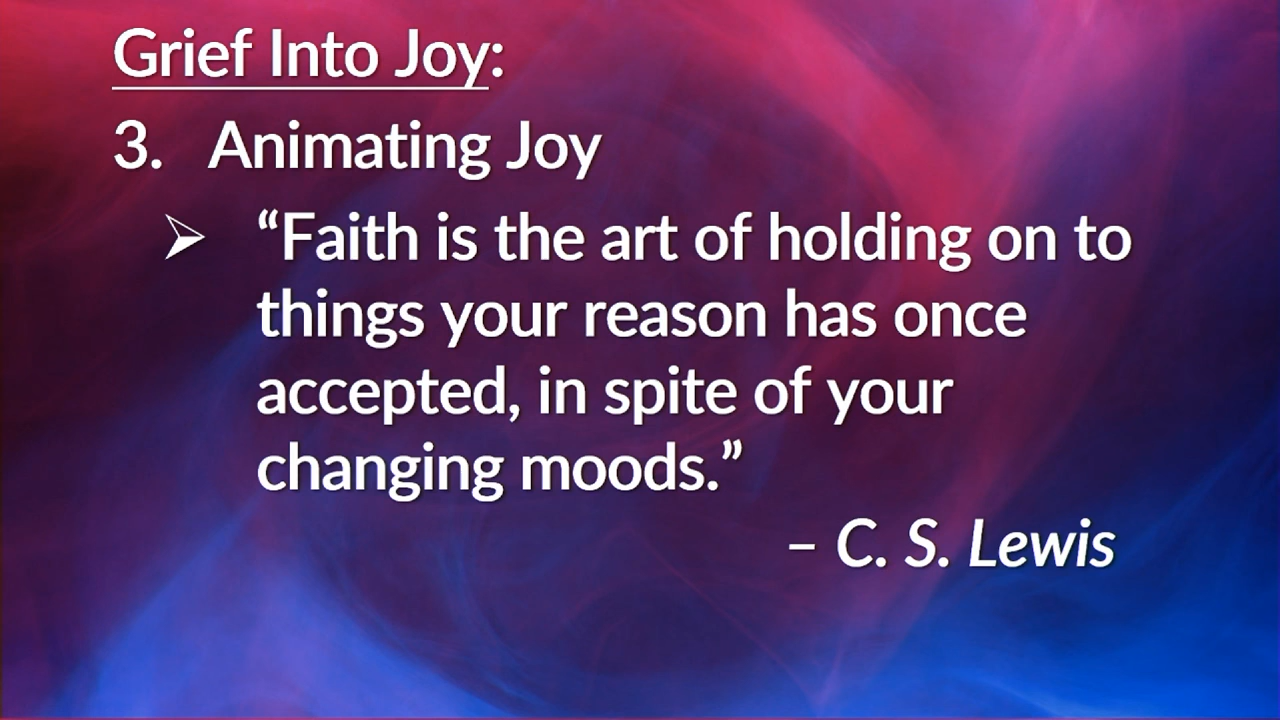 Grief Into Joy:
3. Animating Joy
➢ “Faith is the art of holding on to
things your reason has once
accepted, in spite of your
changing moods.”
– C. S. Lewis